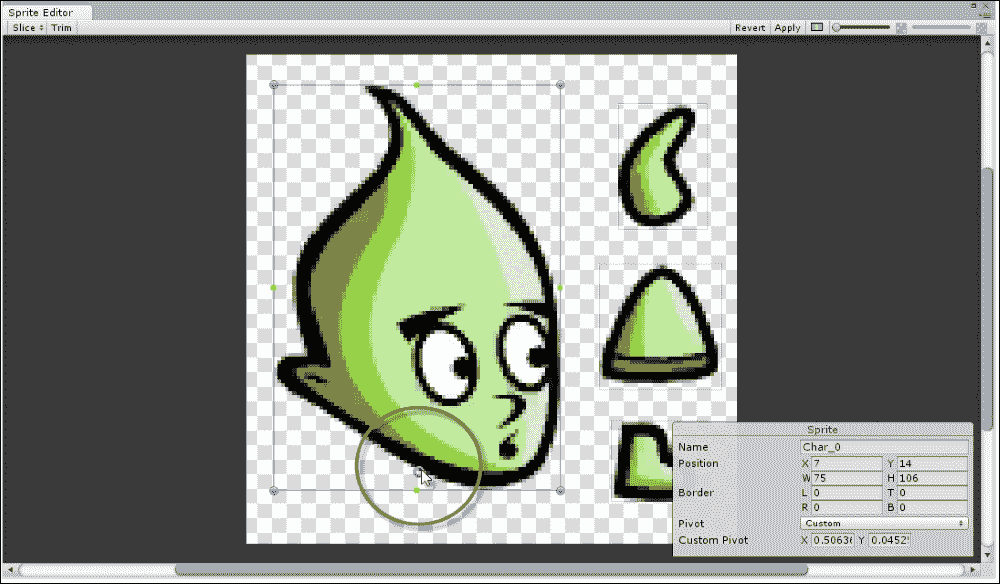 Sprite Editor
Slice Trim Revert Apply
Sprite
Name Char_0
Position X 7 Y 14
W 75 H 106
Border L 0 T 0
R 0 B 0
Pivot Custom
Custom Pivot X 0.5063 Y 0.0452